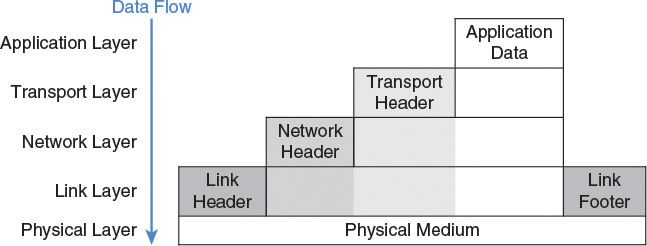 Data Flow
Application Layer
Application
Data
Transport Layer
Transport
Header
Network Layer
Network
Header
Link Layer
Link
Header
Link
Footer
Physical Layer
Physical Medium